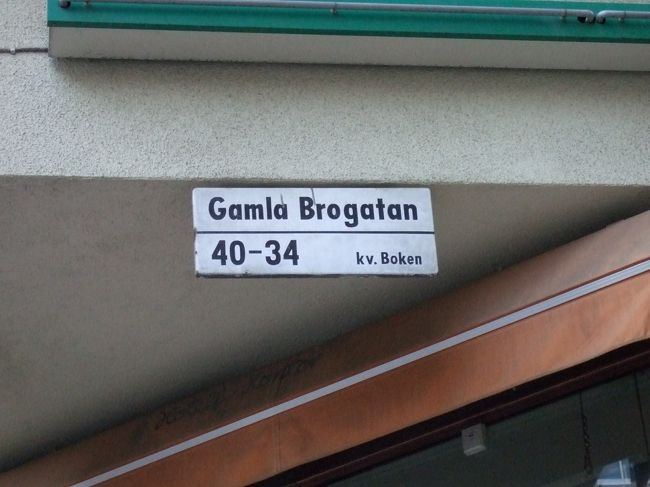 Gamla Brogatan
40-34 kv. Boken